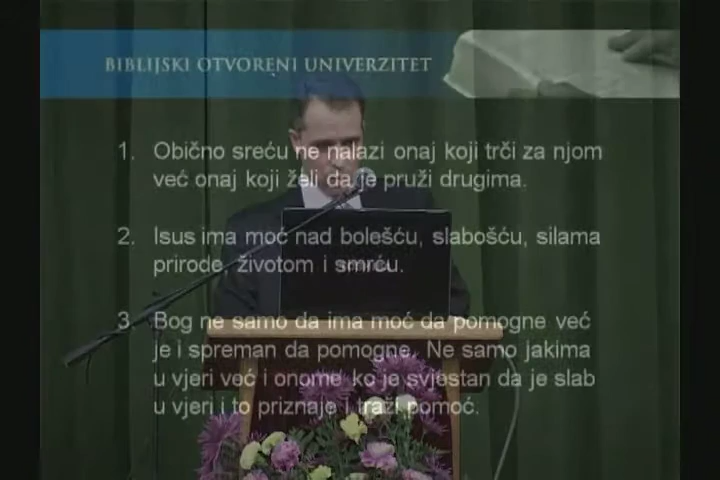 BIBLIJSKI OTVORENI UNIVERZITET
1. Obično sreću ne nalazi onaj koji trči za njom
već onaj koji želi da je pruži drugima.
2. Isus ima moć nad bolešću, slabošću, silama
prirode, životom i smrću.
3. Bog ne samo da ima moć da pomogne već
je i spreman da pomogne. Ne samo jakima
u vjeri već i onome ko je svjestan da je slab
u vjeri i to priznaje i traži pomoć.